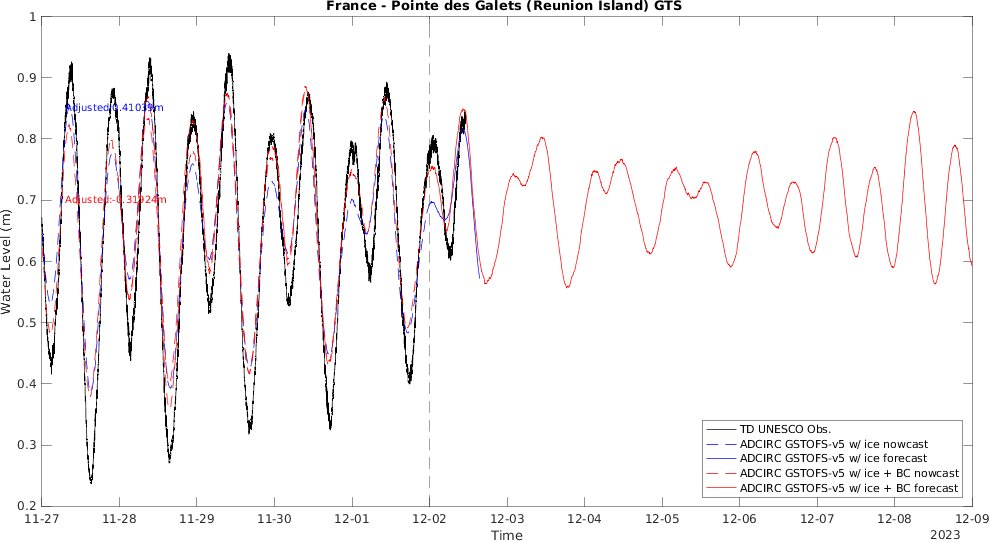 France - Pointe des Galets (Reunion Island) GTS
1
0.9
0.8
0.7
0.6
0.5
0.4
0.3
0.2
Water Level (m)
Adjusted:0.41039m
Adjusted:-0.31924m
TD UNESCO Obs.
ADCIRC GSTOFS-v5 w/ ice nowcast
ADCIRC GSTOFS-v5 w/ ice forecast
ADCIRC GSTOFS-v5 w/ ice + BC nowcast
ADCIRC GSTOFS-v5 w/ ice + BC forecast
11-27 11-28 11-29 11-30 12-01 12-02 12-03 12-04 12-05 12-06 12-07 12-08 12-09
Time
2023